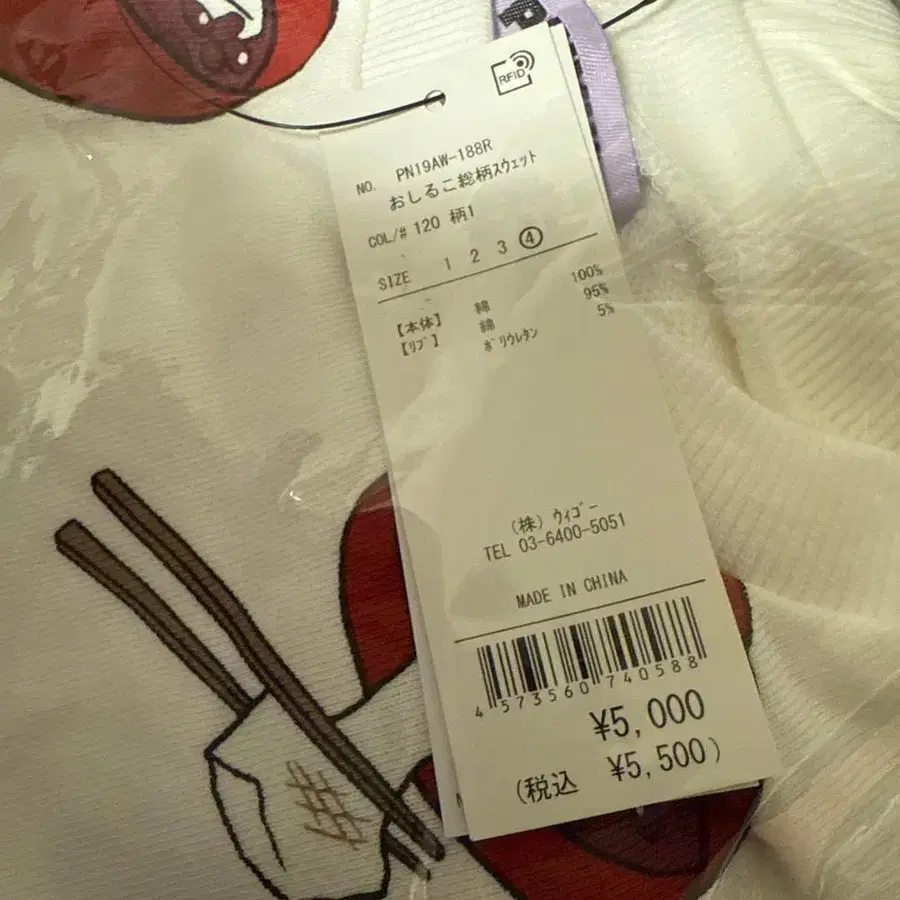 RFID
NO. PN19AW-188R
おしるこ総柄スウェット
COL/# 120 柄1
SIZE 1 2 3 ④
【本体】 綿 100%
【リブ】 綿 95%
ポリウレタン 5%
(株) ウィゴー
TEL 03-6400-5051
MADE IN CHINA
4573560740588
¥5,000
(税込 ¥5,500)